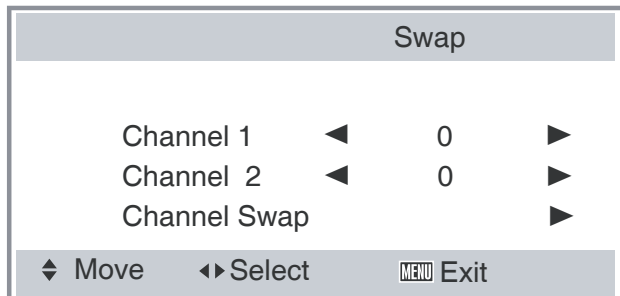 Swap
Channel 1 ◀ 0 ▶
Channel 2 ◀ 0 ▶
Channel Swap ▶
Move Select MENU Exit